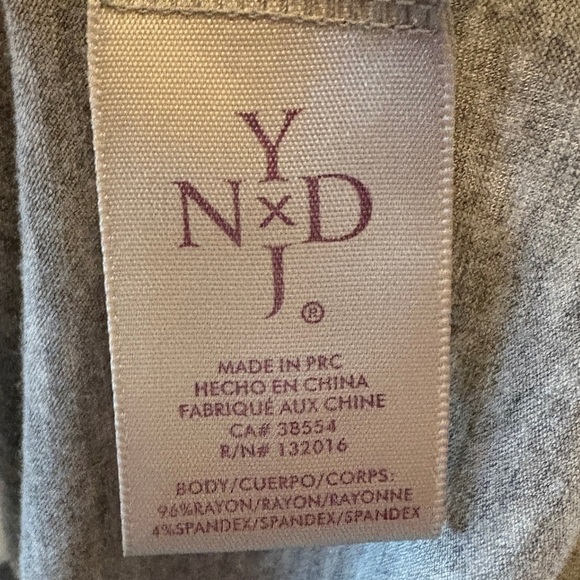 Y
N x D
J ®
MADE IN PRC
HECHO EN CHINA
FABRIQUÉ AUX CHINE
CA# 38554
R/N# 132016
BODY/CUERPO/CORPS:
96%RAYON/RAYON/RAYONNE
4%SPANDEX/SPANDEX/SPANDEX